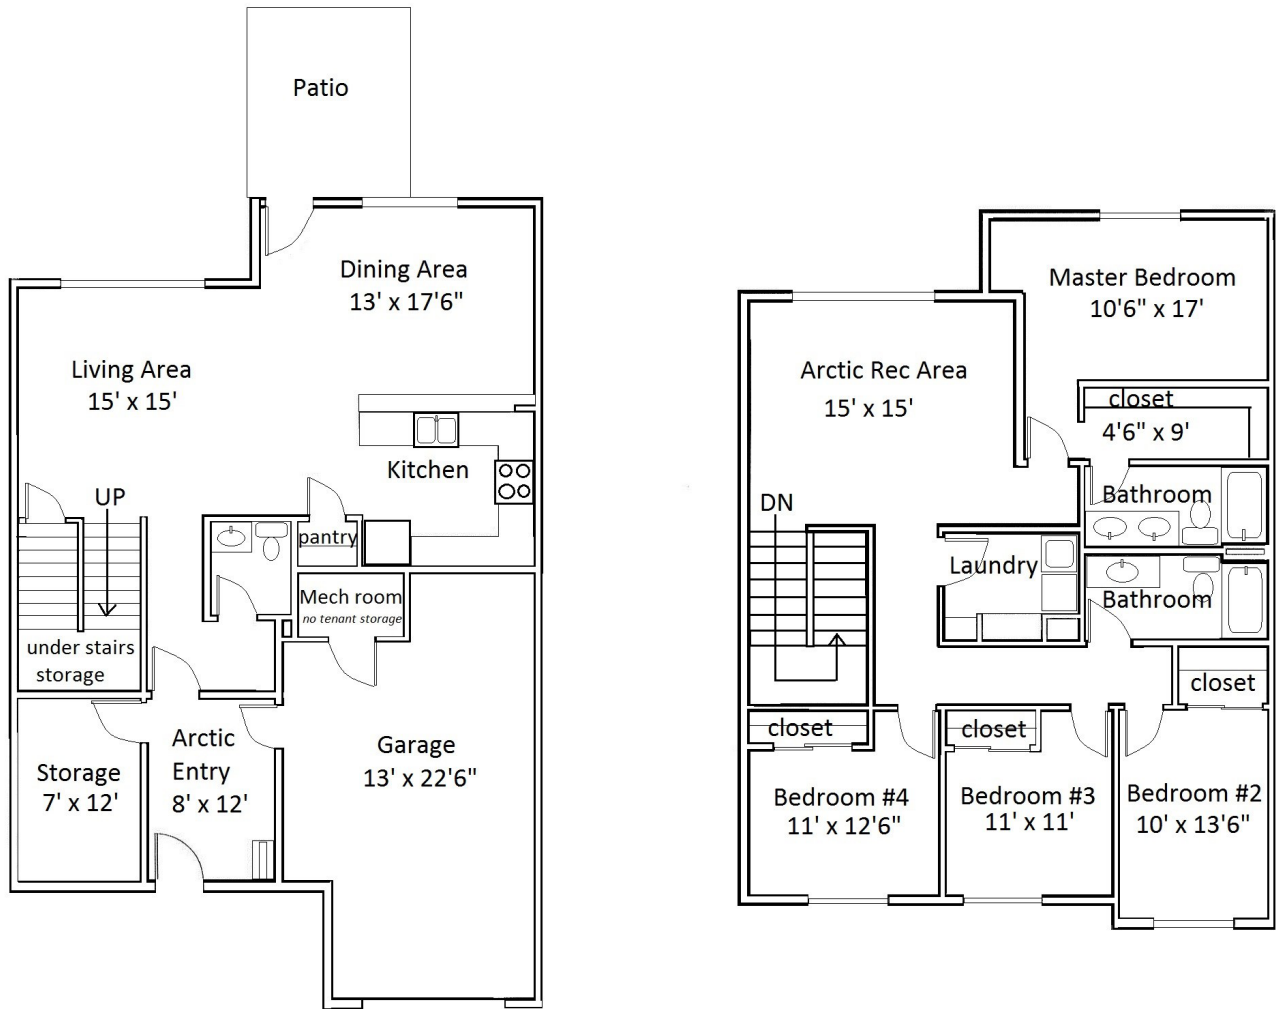 Patio
Dining Area
13' x 17'6"
Living Area
15' x 15'
Kitchen
UP
pantry
Mech room
no tenant storage
under stairs
storage
Arctic
Entry
8' x 12'
Storage
7' x 12'
Garage
13' x 22'6"
Master Bedroom
10'6" x 17'
Arctic Rec Area
15' x 15'
closet
4'6" x 9'
Bathroom
DN
Laundry
Bathroom
closet
closet
closet
Bedroom #4
11' x 12'6"
Bedroom #3
11' x 11'
Bedroom #2
10' x 13'6"